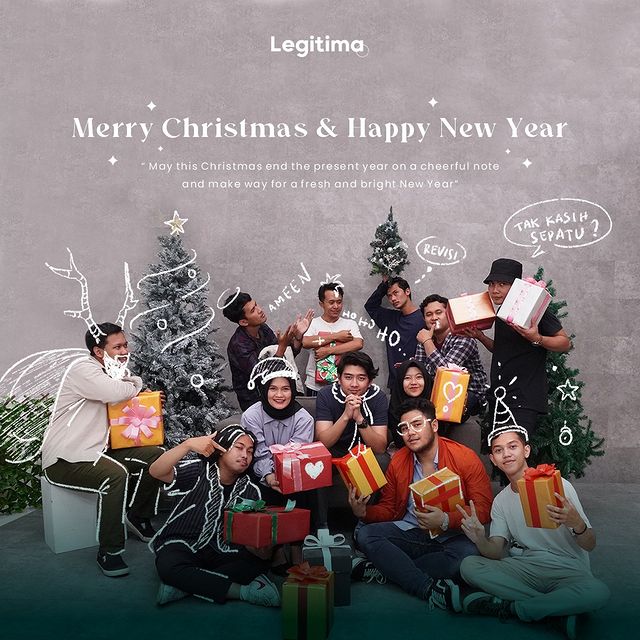 Legitima
Merry Christmas & Happy New Year
" May this Christmas end the present year on a cheerful note
and make way for a fresh and bright New Year"
TAK KASIH
SEPATU?
REVISI
AMEEN
HO HO HO..